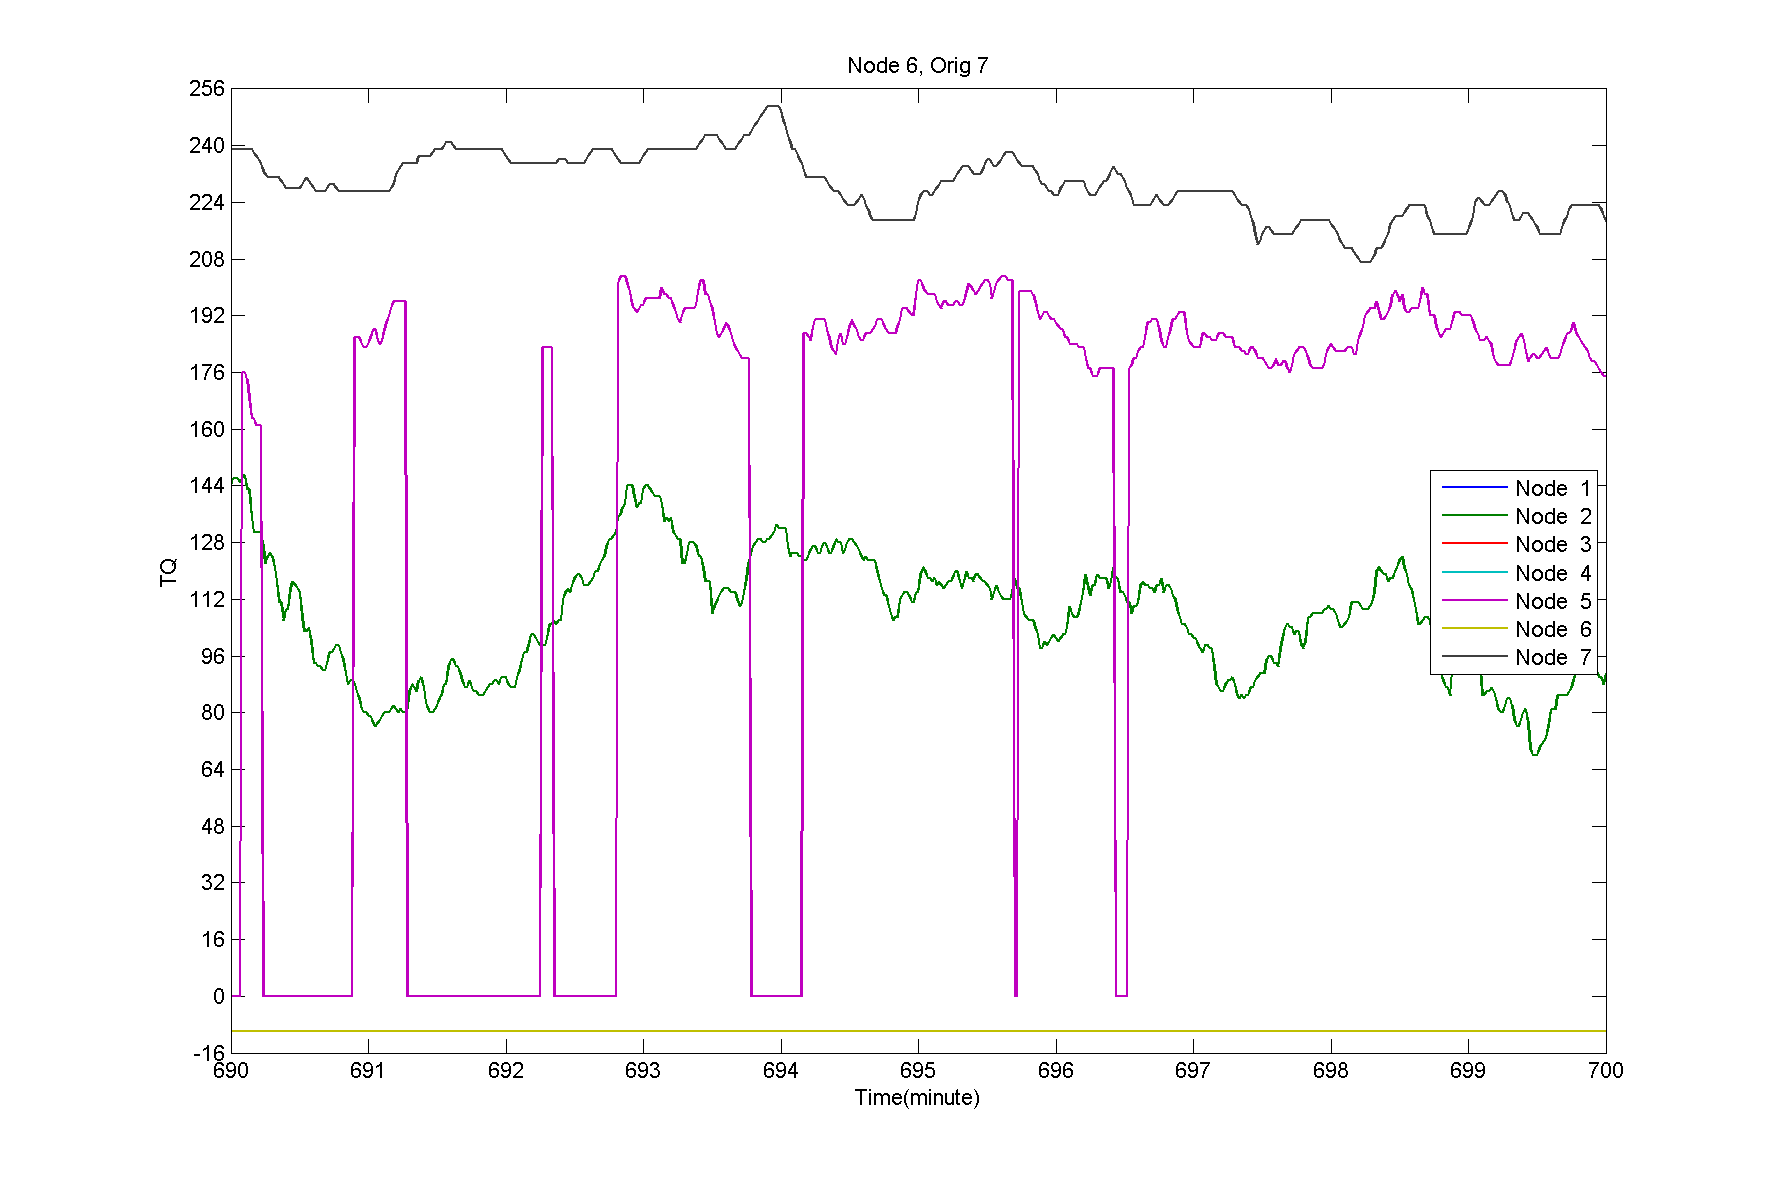 Node 6, Orig 7
256
240
224
208
192
176
160
144
128
112
96
80
64
48
32
16
0
-16
TQ
Node 1
Node 2
Node 3
Node 4
Node 5
Node 6
Node 7
690 691 692 693 694 695 696 697 698 699 700
Time(minute)